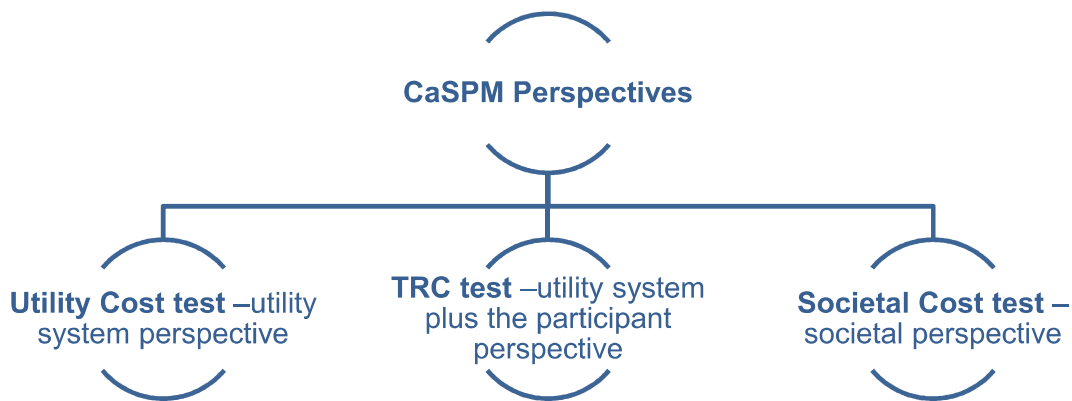 CaSPM Perspectives
Utility Cost test –utility
system perspective
TRC test –utility system
plus the participant
perspective
Societal Cost test –
societal perspective